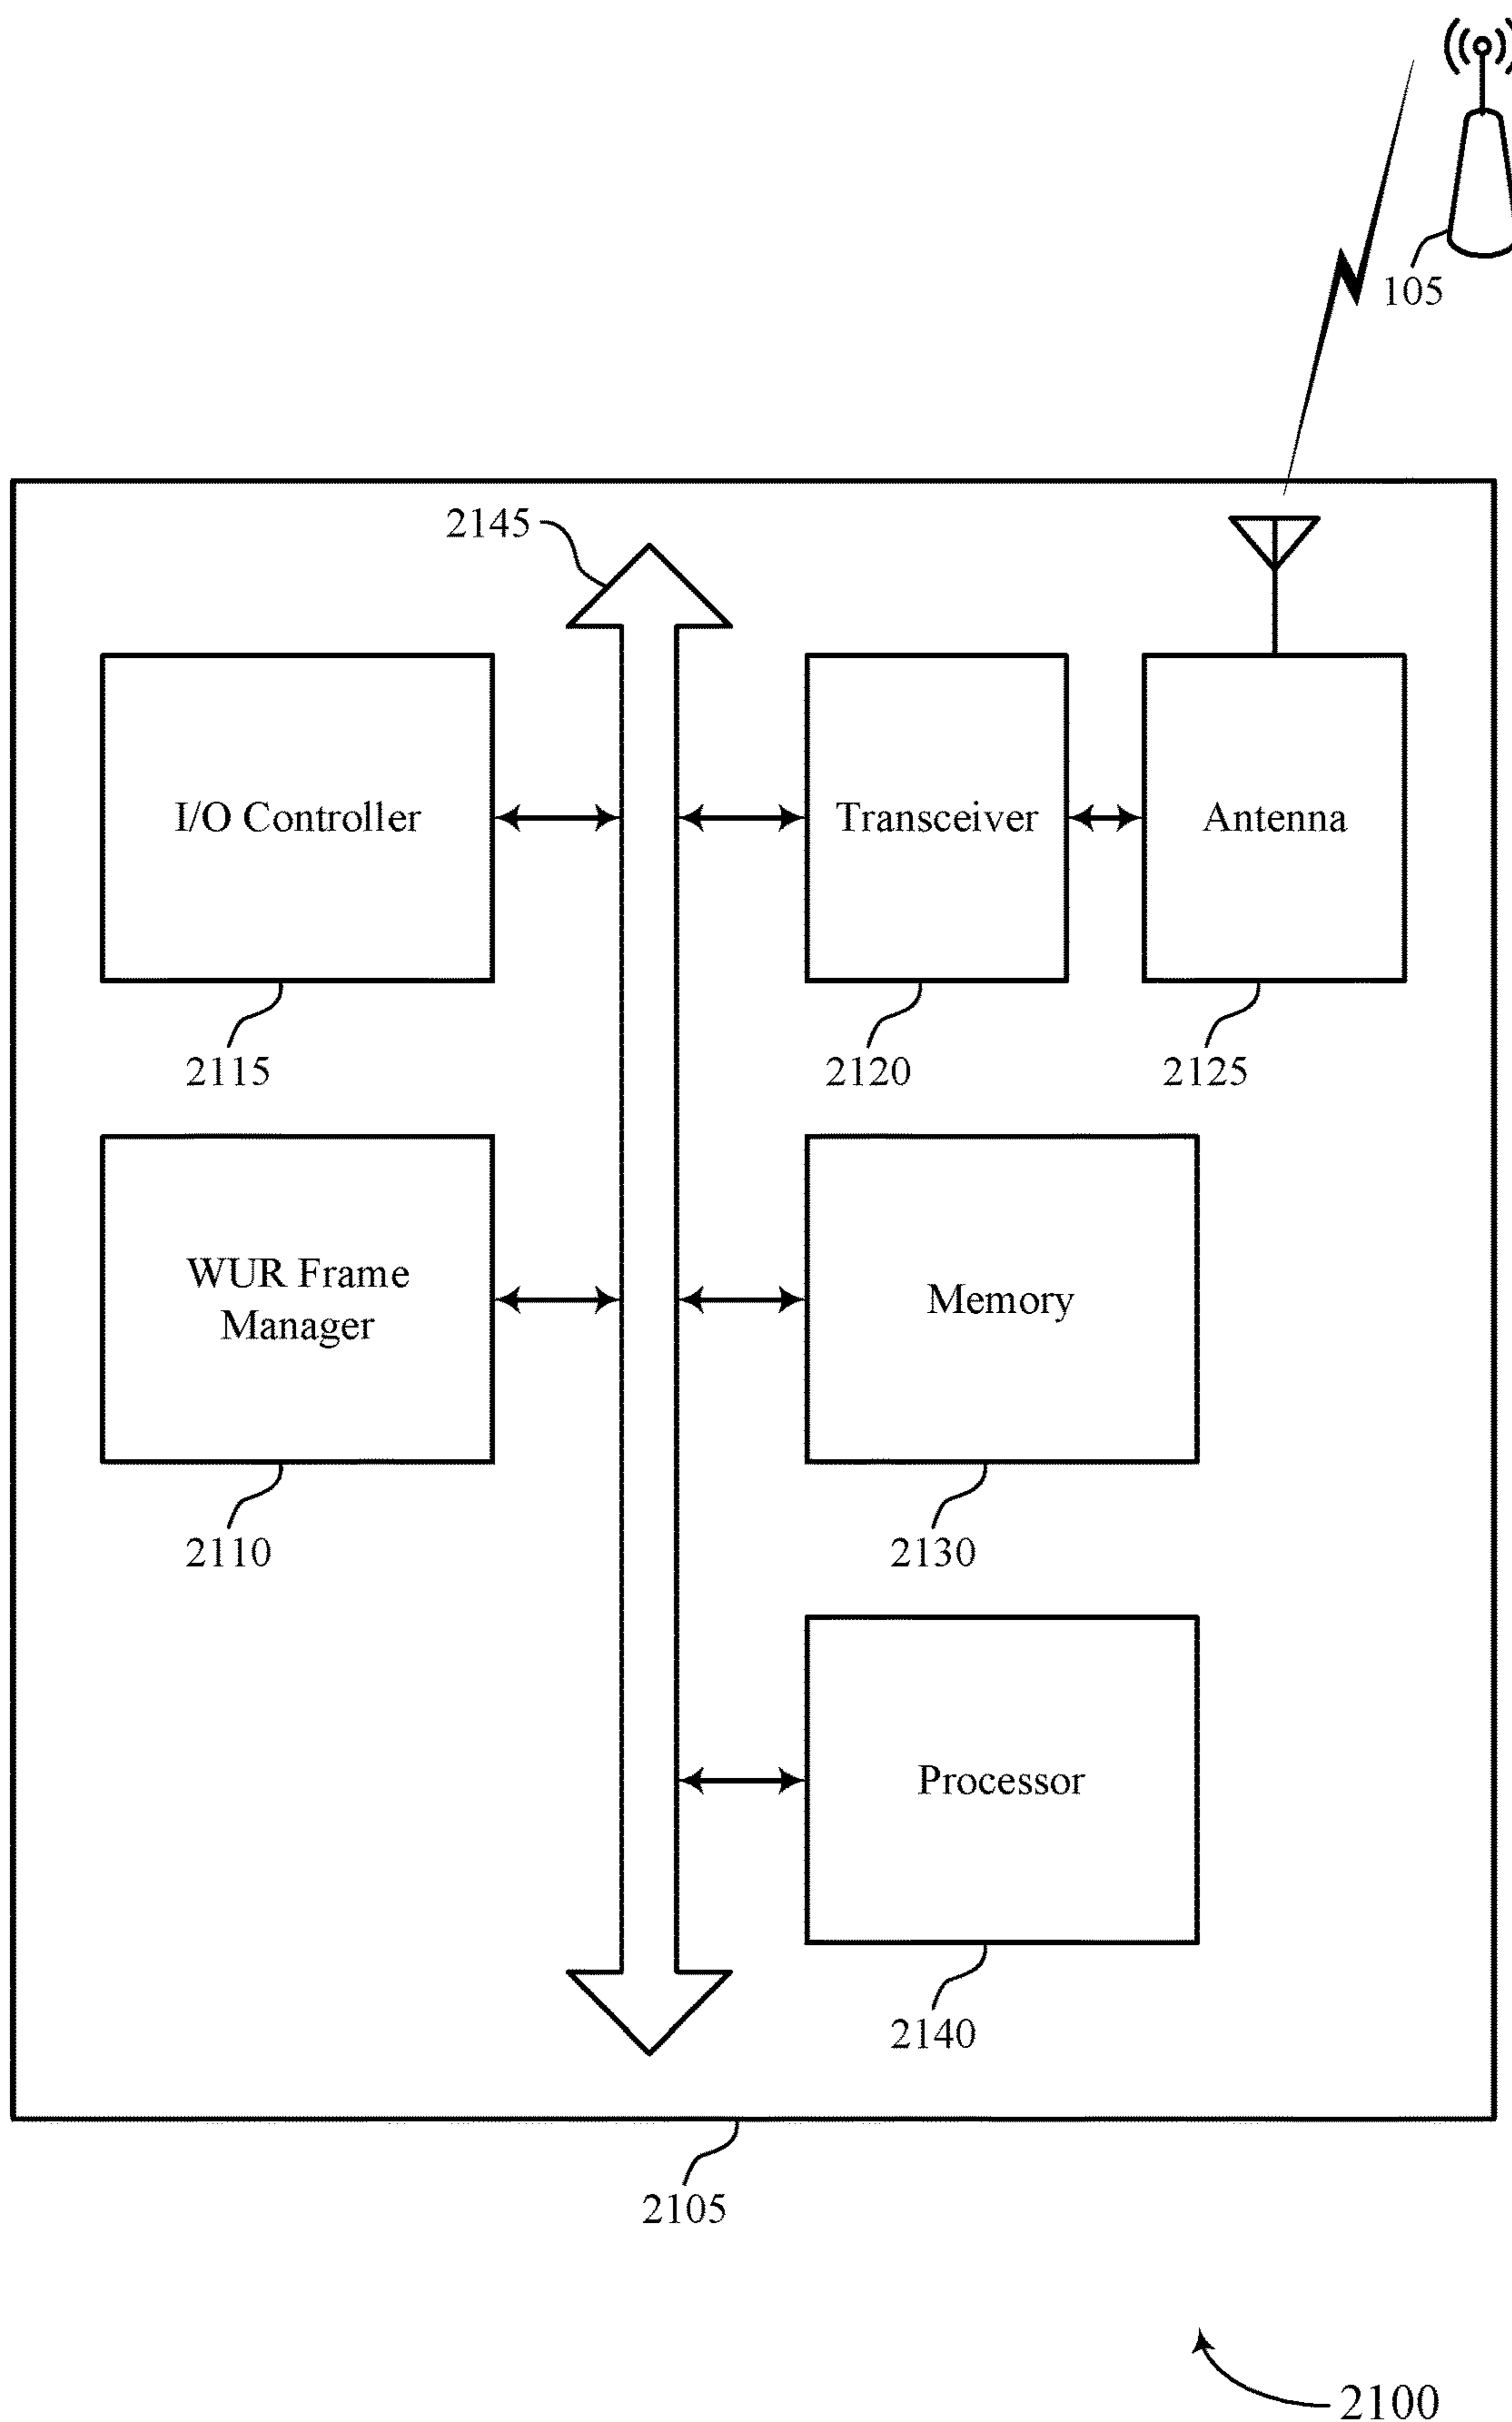 105
2145
I/O Controller
Transceiver
Antenna
2115
2120
2125
WUR Frame
Manager
Memory
2110
2130
Processor
2140
2105
2100